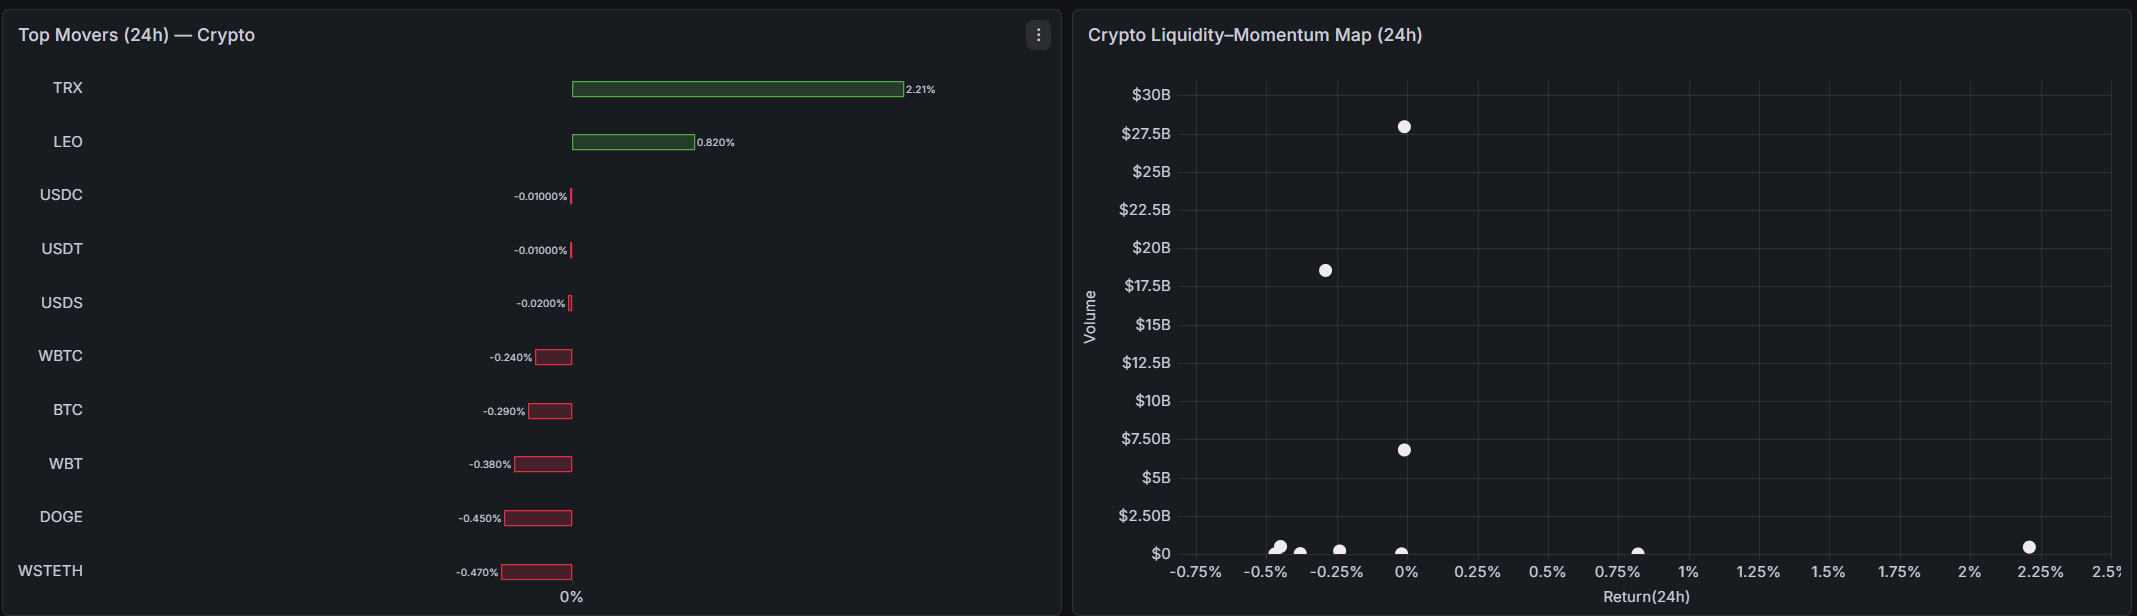 Top Movers (24h) — Crypto
TRX
2.21%
LEO
0.820%
USDC
-0.01000%
USDT
-0.01000%
USDS
-0.0200%
WBTC
-0.240%
BTC
-0.290%
WBT
-0.380%
DOGE
-0.450%
WSTETH
-0.470%
0%
Crypto Liquidity–Momentum Map (24h)
Volume
$30B
$27.5B
$25B
$22.5B
$20B
$17.5B
$15B
$12.5B
$10B
$7.50B
$5B
$2.50B
$0
-0.75% -0.5% -0.25% 0% 0.25% 0.5% 0.75% 1% 1.25% 1.5% 1.75% 2% 2.25% 2.5
Return(24h)